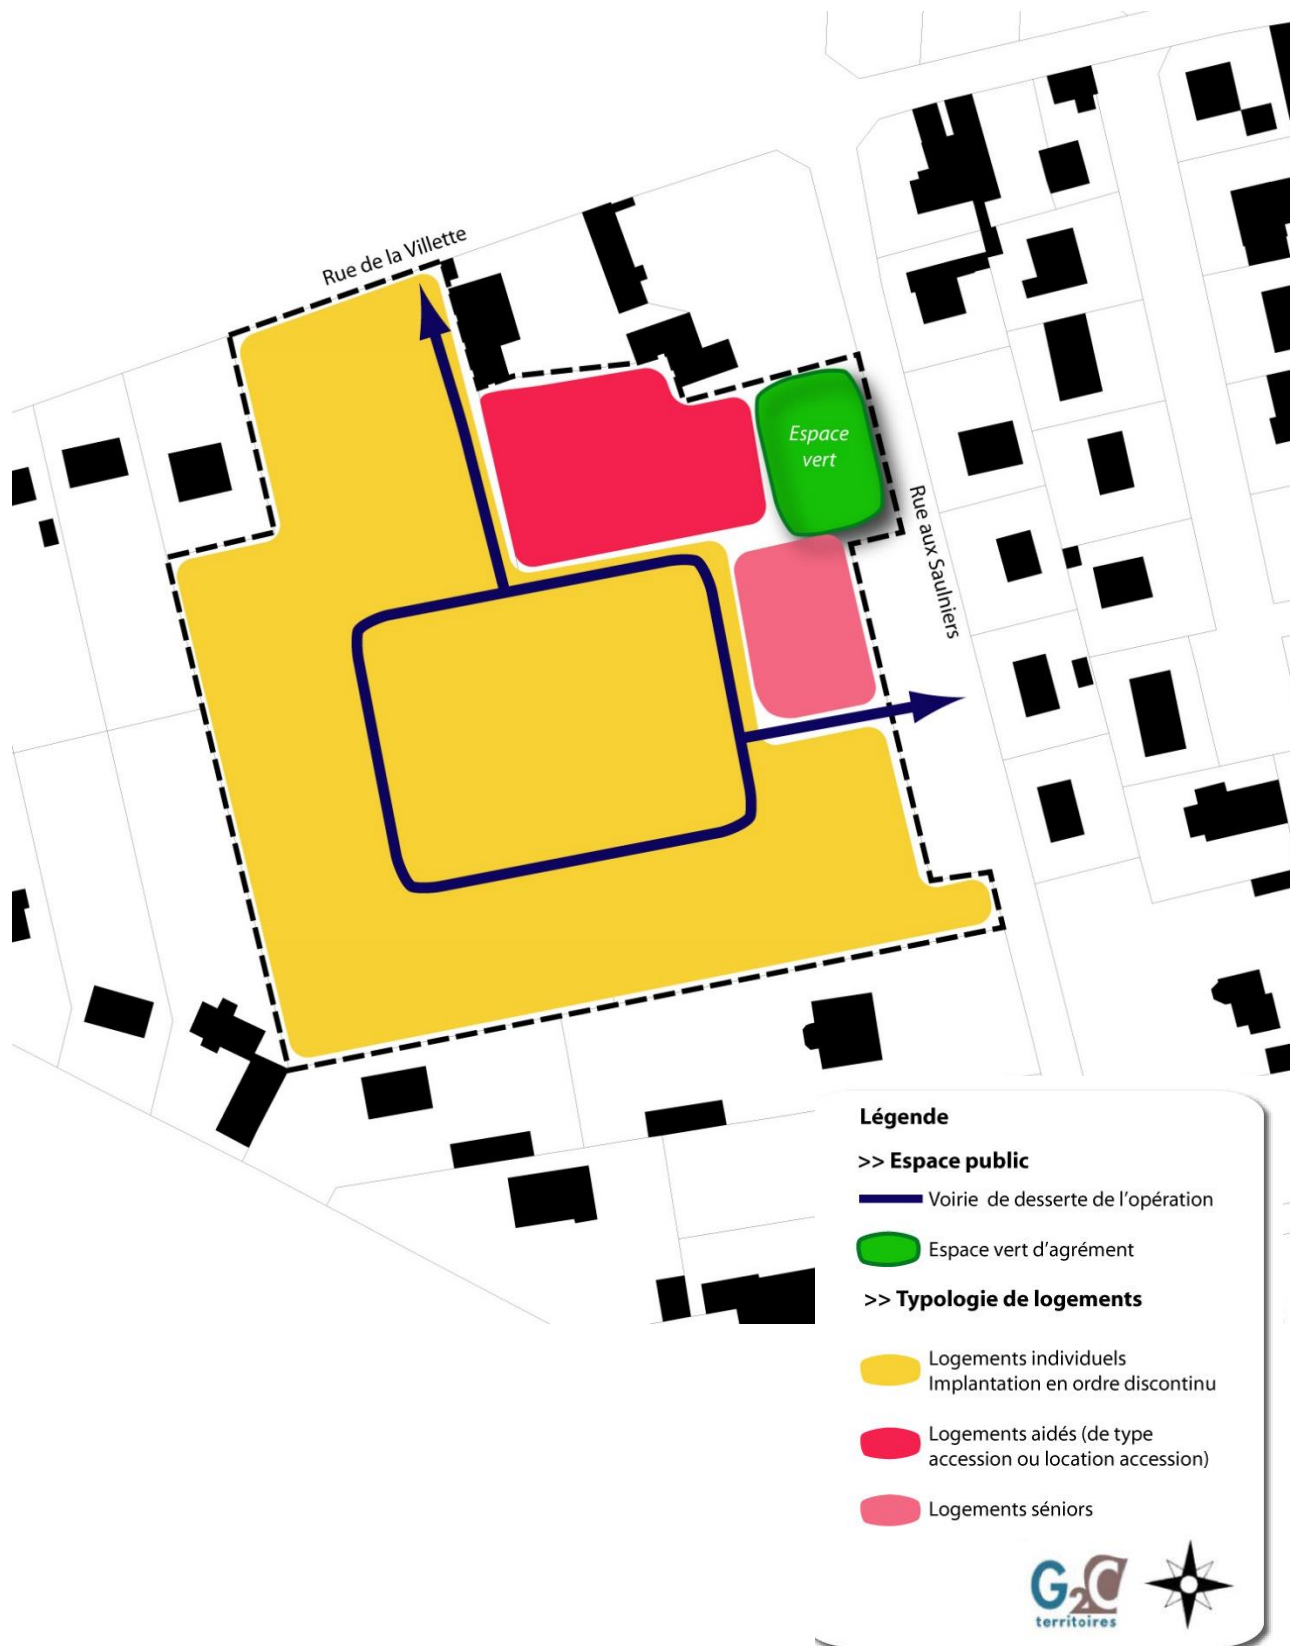 Rue de la Villette
Espace
vert
Rue aux Saulniers
Légende
>> Espace public
Voirie de desserte de l'opération
Espace vert d'agrément
>> Typologie de logements
Logements individuels
Implantation en ordre discontinu
Logements aidés (de type
accession ou location accession)
Logements séniors
G2C
territoires